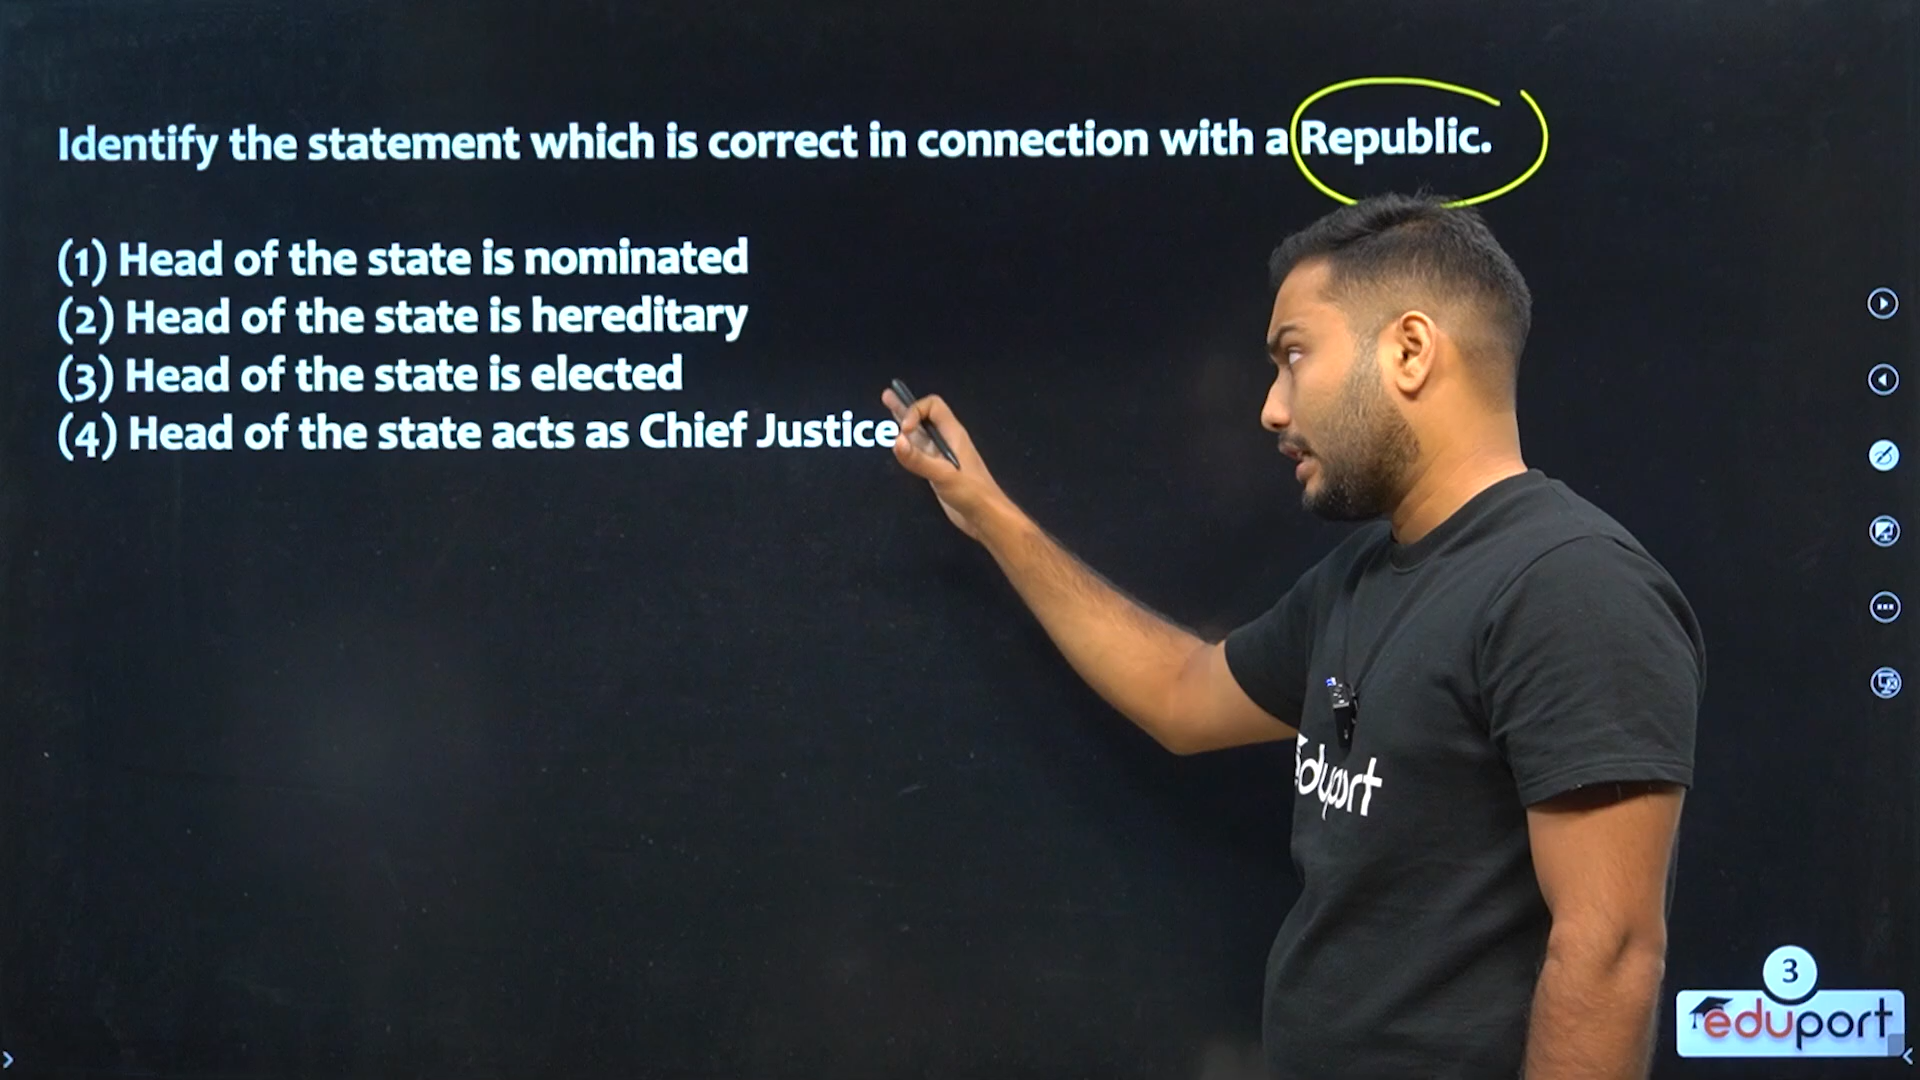 Identify the statement which is correct in connection with a Republic.
(1) Head of the state is nominated
(2) Head of the state is hereditary
(3) Head of the state is elected
(4) Head of the state acts as Chief Justice
eduport
3
eduport